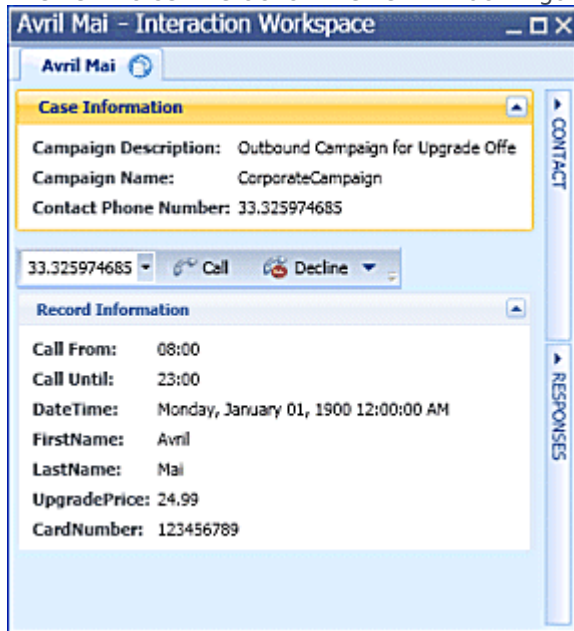 Avril Mai - Interaction Workspace
Avril Mai
Case Information
Campaign Description: Outbound Campaign for Upgrade Offe
Campaign Name: CorporateCampaign
Contact Phone Number: 33.325974685
33.325974685 Call Decline
Record Information
Call From: 08:00
Call Until: 23:00
DateTime: Monday, January 01, 1900 12:00:00 AM
FirstName: Avril
LastName: Mai
UpgradePrice: 24.99
CardNumber: 123456789
CONTACT
RESPONSES